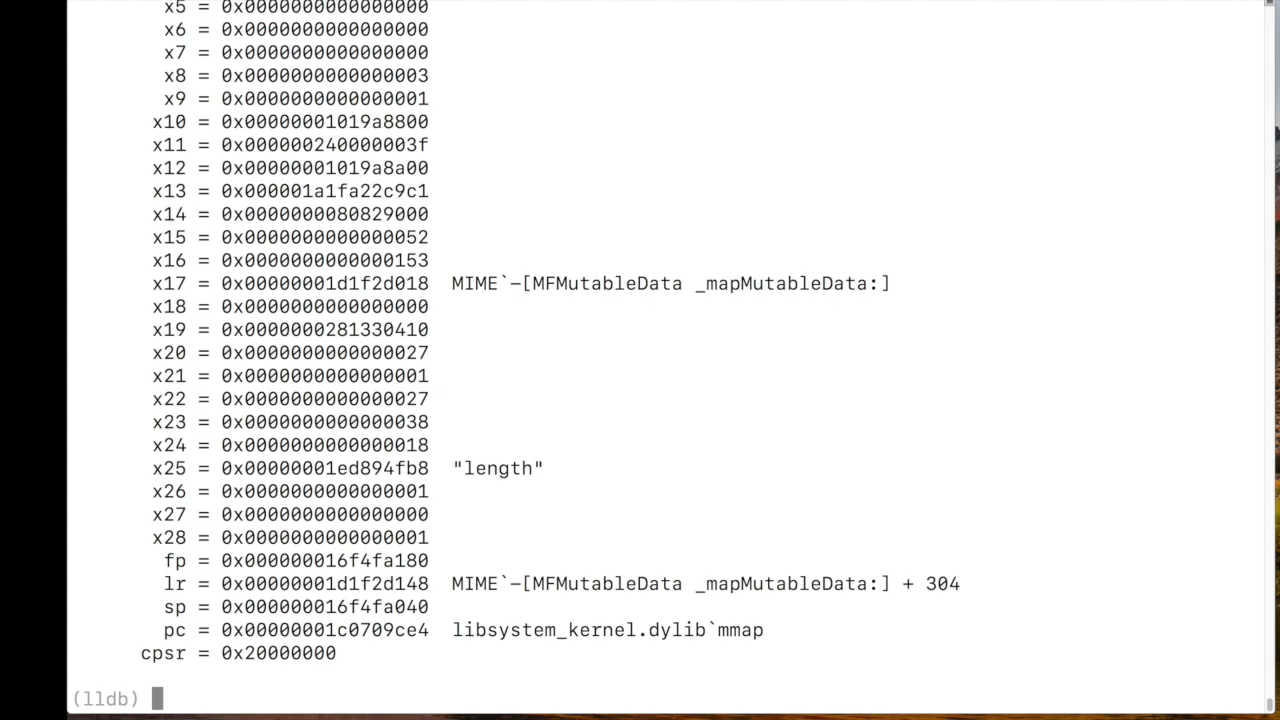 x5 = 0x0000000000000000
x6 = 0x0000000000000000
x7 = 0x0000000000000000
x8 = 0x0000000000000003
x9 = 0x0000000000000001
x10 = 0x00000001019a8800
x11 = 0x000000240000003f
x12 = 0x00000001019a8a00
x13 = 0x000001a1fa22c9c1
x14 = 0x0000000080829000
x15 = 0x0000000000000052
x16 = 0x0000000000000153
x17 = 0x00000001d1f2d018 MIME`-[MFMutableData _mapMutableData:]
x18 = 0x0000000000000000
x19 = 0x0000000281330410
x20 = 0x0000000000000027
x21 = 0x0000000000000001
x22 = 0x0000000000000027
x23 = 0x0000000000000038
x24 = 0x0000000000000018
x25 = 0x00000001ed894fb8 "length"
x26 = 0x0000000000000001
x27 = 0x0000000000000000
x28 = 0x0000000000000001
fp = 0x000000016f4fa180
lr = 0x00000001d1f2d148 MIME`-[MFMutableData _mapMutableData:] + 304
sp = 0x000000016f4fa040
pc = 0x00000001c0709ce4 libsystem_kernel.dylib`mmap
cpsr = 0x20000000
(lldb)